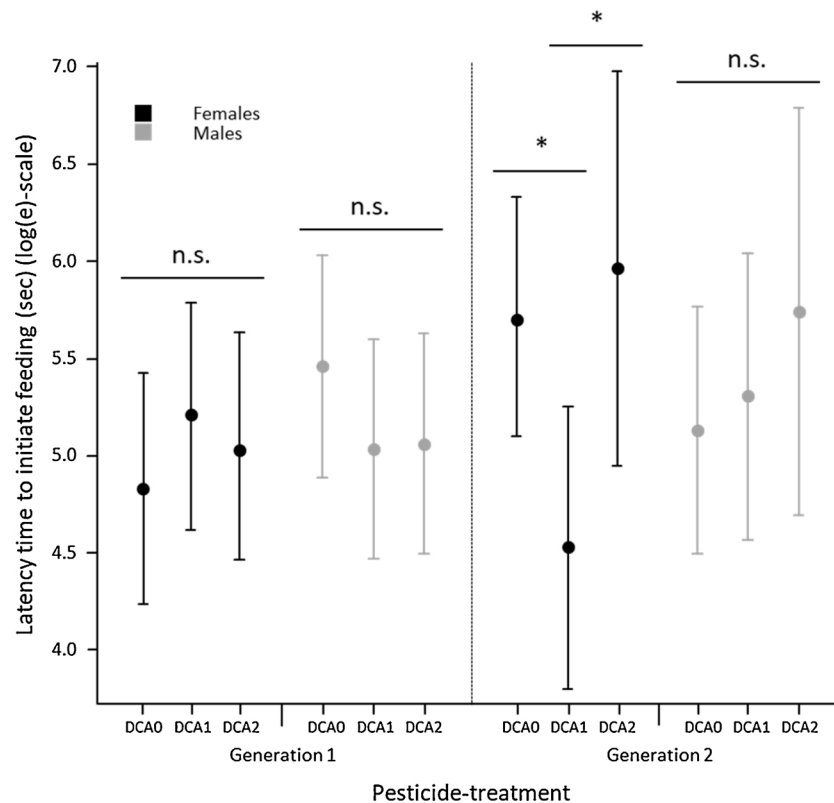 *
*
n.s.
n.s.
n.s.
7.0
6.5
6.0
5.5
5.0
4.5
4.0
Latency time to initiate feeding (sec) (log(e)-scale)
Females
Males
DCA0 DCA1 DCA2 DCA0 DCA1 DCA2 DCA0 DCA1 DCA2 DCA0 DCA1 DCA2
Generation 1 Generation 2
Pesticide-treatment